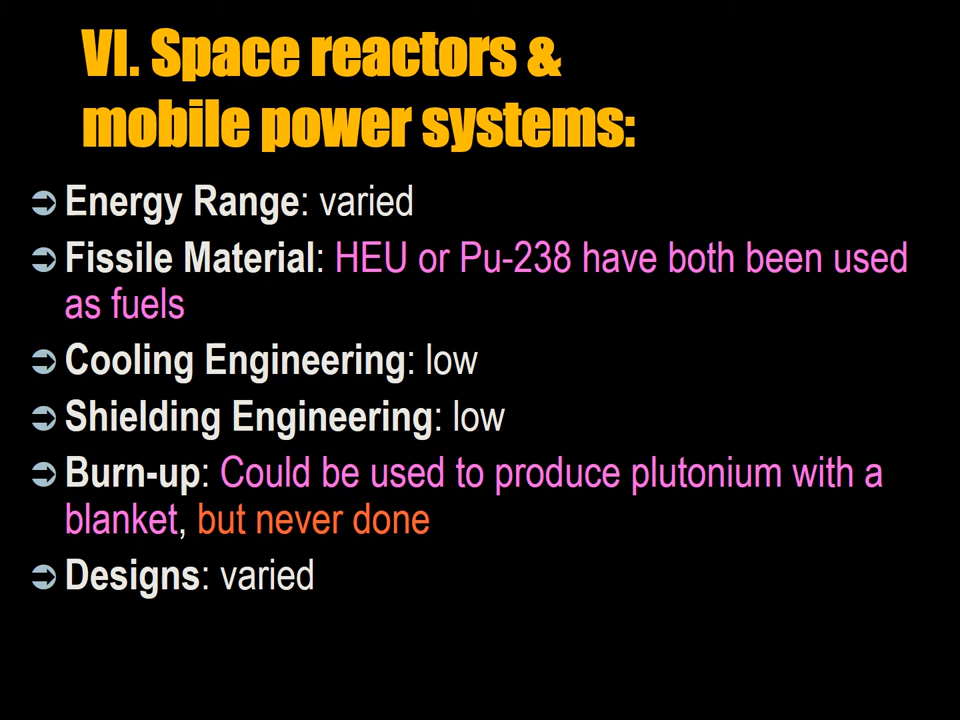 VI. Space reactors &
mobile power systems:
Energy Range: varied
Fissile Material: HEU or Pu-238 have both been used
as fuels
Cooling Engineering: low
Shielding Engineering: low
Burn-up: Could be used to produce plutonium with a
blanket, but never done
Designs: varied